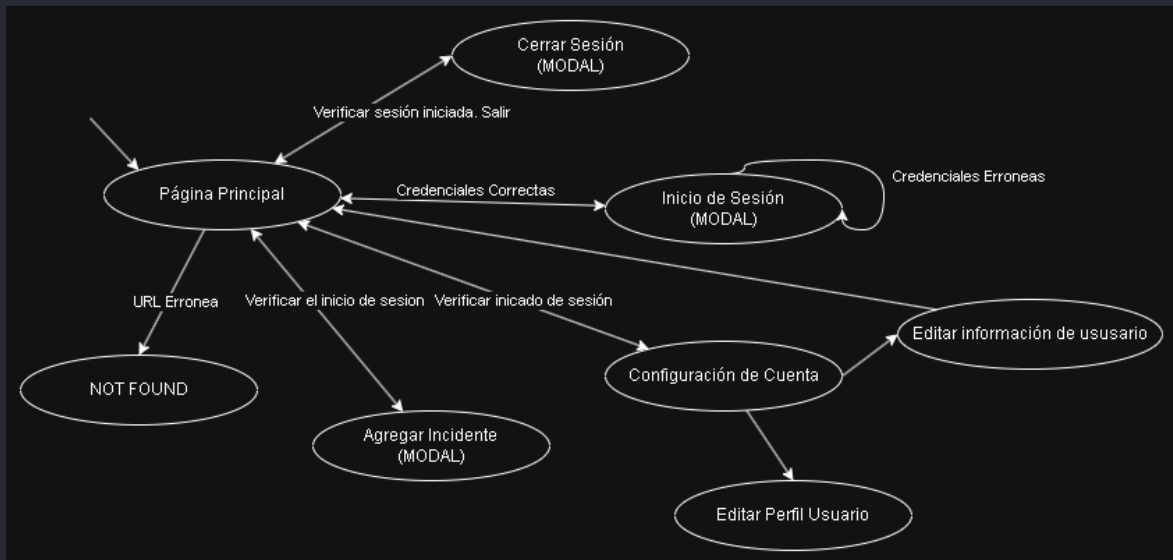 Cerrar Sesión
(MODAL)
Verificar sesión iniciada. Salir
Página Principal
Credenciales Correctas
Inicio de Sesión
(MODAL)
Credenciales Erroneas
URL Erronea
Verificar el inicio de sesion
Verificar inicado de sesión
Editar información de ususario
NOT FOUND
Configuración de Cuenta
Agregar Incidente
(MODAL)
Editar Perfil Usuario